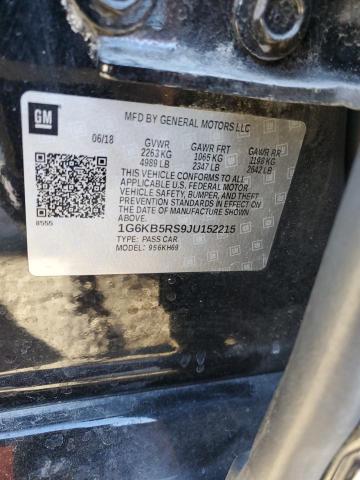 GM
MFD BY GENERAL MOTORS LLC
06/18 GVWR GAWR FRT GAWR RR
2263 KG 1065 KG 1198 KG
4989 LB 2347 LB 2642 LB
THIS VEHICLE CONFORMS TO ALL
APPLICABLE U.S. FEDERAL MOTOR
VEHICLE SAFETY, BUMPER, AND THEFT
PREVENTION STANDARDS IN EFFECT ON
THE DATE OF MANUFACTURE SHOWN ABOVE.
8555 1G6KB5RS9JU152215
TYPE: PASS CAR
MODEL: 956KH69